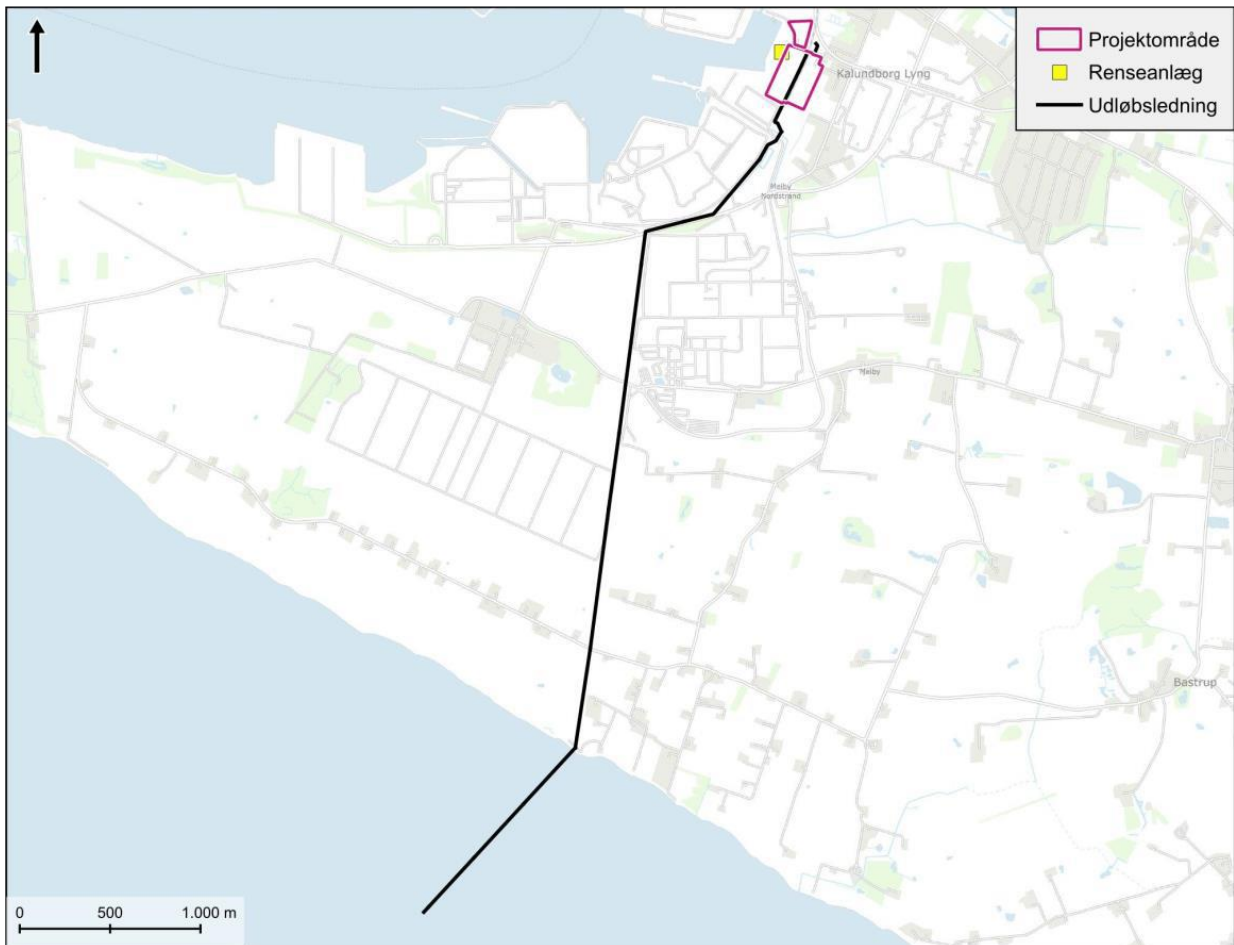 Projektområde
Renseanlæg
Udløbsledning
Kalundborg Lyng
Melby
Nordstrand
Melby
Bastrup
0 500 1.000 m